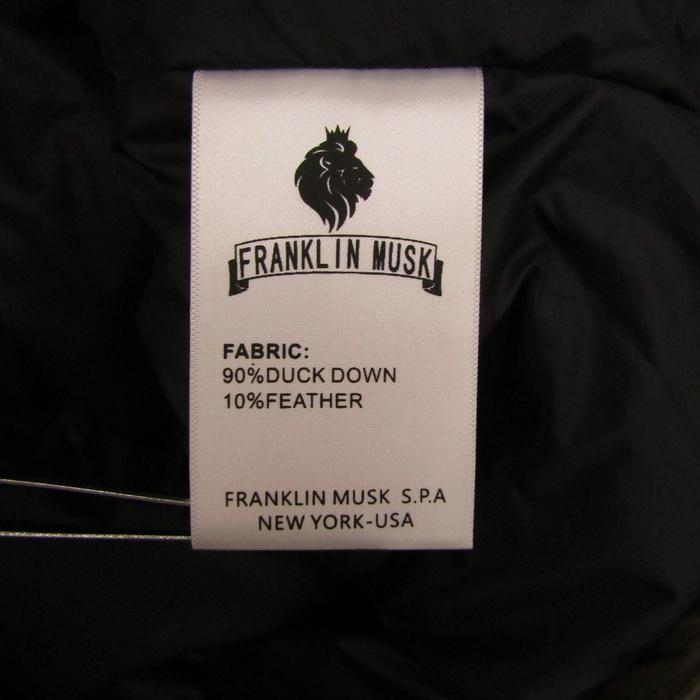 FRANKLIN MUSK
FABRIC:
90%DUCK DOWN
10%FEATHER
FRANKLIN MUSK S.P.A
NEW YORK-USA